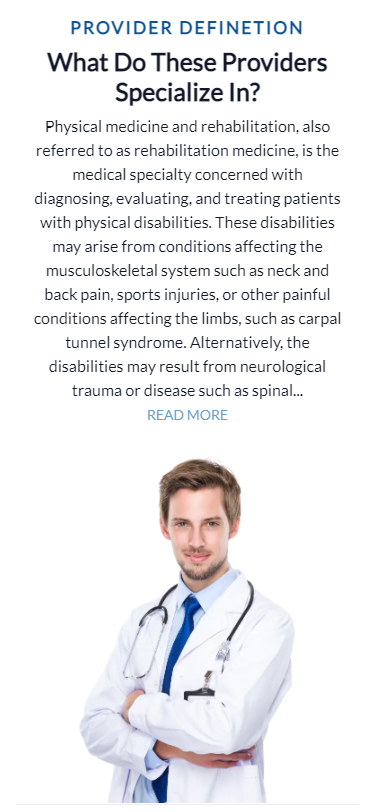 PROVIDER DEFINETION
What Do These Providers
Specialize In?
Physical medicine and rehabilitation, also
referred to as rehabilitation medicine, is the
medical specialty concerned with
diagnosing, evaluating, and treating patients
with physical disabilities. These disabilities
may arise from conditions affecting the
musculoskeletal system such as neck and
back pain, sports injuries, or other painful
conditions affecting the limbs, such as carpal
tunnel syndrome. Alternatively, the
disabilities may result from neurological
trauma or disease such as spinal...
READ MORE